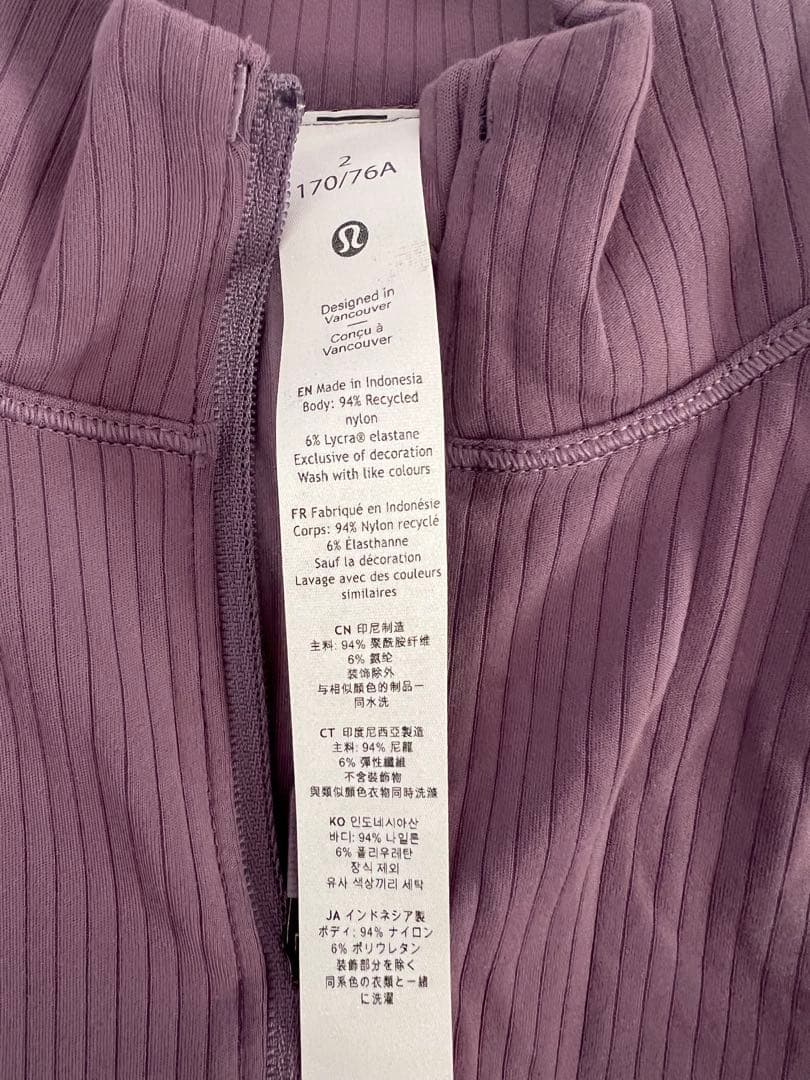 2
170/76A
Designed in
Vancouver
Conçu à
Vancouver
EN Made in Indonesia
Body: 94% Recycled
nylon
6% Lycra® elastane
Exclusive of decoration
Wash with like colours
FR Fabriqué en Indonésie
Corps: 94% Nylon recyclé
6% Élasthanne
Sauf la décoration
Lavage avec des couleurs
similaires
CN 印尼制造
主料: 94% 聚酰胺纤维
6% 氨纶
装饰除外
与相似颜色的制品一
同水洗
CT 印度尼西亞製造
主料: 94% 尼龍
6% 彈性纖維
不含裝飾物
與類似顏色衣物同時洗滌
KO 인도네시아산
바디: 94% 나일론
6% 폴리우레탄
장식 제외
유사 색상끼리 세탁
JA インドネシア製
ボディ: 94% ナイロン
6% ポリウレタン
装飾部分を除く
同系色の衣類と一緒
に洗濯